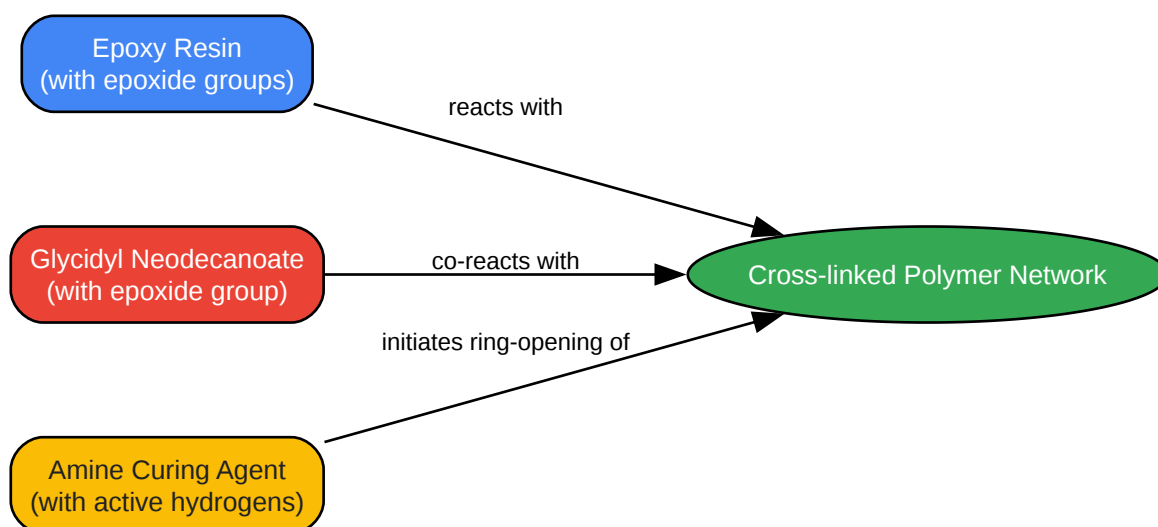 Epoxy Resin
(with epoxide groups)
reacts with
Glycidyl Neodecanoate
(with epoxide group)
co-reacts with
Cross-linked Polymer Network
initiates ring-opening of
Amine Curing Agent
(with active hydrogens)